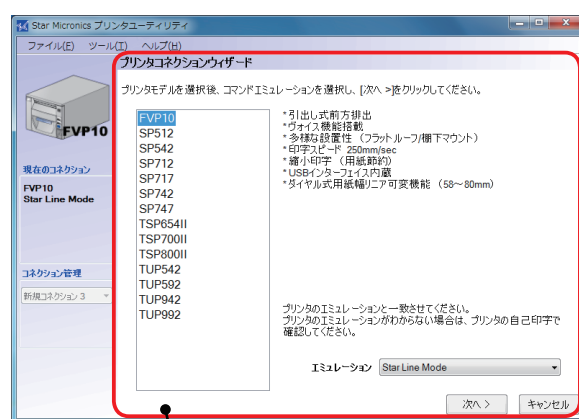 Star Micronics プリンタユーティリティ
ファイル(F) ツール(T) ヘルプ(H)
プリンタコネクションウィザード
プリンタモデルを選択後、コマンドエミュレーションを選択し、[次へ >]をクリックしてください。
FVP10
現在のコネクション
FVP10
Star Line Mode
コネクション管理
新規コネクション 3
FVP10
SP512
SP542
SP712
SP717
SP742
SP747
TSP654II
TSP700II
TSP800II
TUP542
TUP592
TUP942
TUP992
*引出し式前方排出
*ヴォイス機能搭載
*多様な設置性（フラットルーフ/棚下マウント）
*印字スピード 250mm/sec
*縮小印字（用紙節約）
*USBインターフェイス内蔵
*ダイヤル式用紙幅リニア可変機能（58～80mm）
プリンタのエミュレーションと一致させてください。
プリンタのエミュレーションがわからない場合は、プリンタの自己印字で
確認してください。
エミュレーション Star Line Mode
次へ > キャンセル